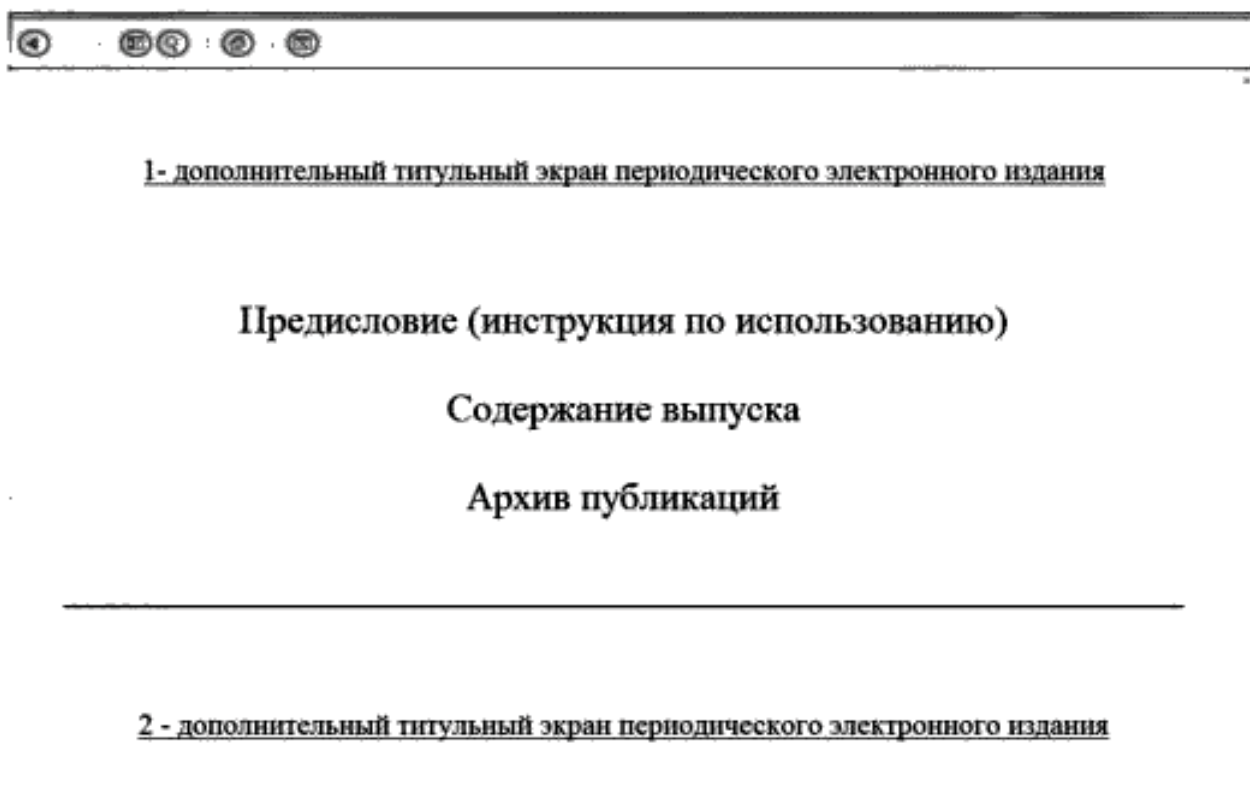 1- дополнительный титульный экран периодического электронного издания
Предисловие (инструкция по использованию)
Содержание выпуска
Архив публикаций
2 - дополнительный титульный экран периодического электронного издания